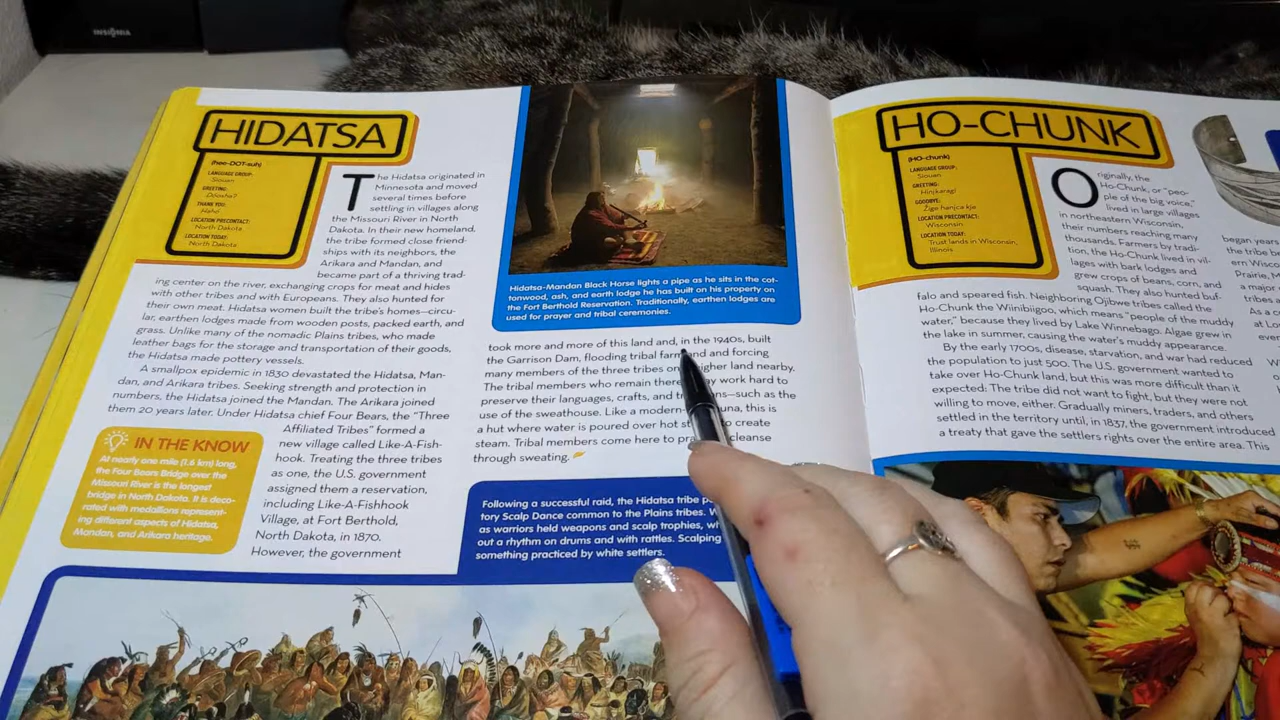 INSIGNIA
HIDATSA
(hee-DOT-suh)
LANGUAGE GROUP:
Siouan
GREETING:
THANK YOU:
LOCATION PRECONTACT:
North Dakota
LOCATION TODAY:
North Dakota
The Hidatsa originated in
Minnesota and moved
several times before
settling in villages along
the Missouri River in North
Dakota. In their new homeland,
the tribe formed close friend-
ships with its neighbors, the
Arikara and Mandan, and
became part of a thriving trad-
ing center on the river, exchanging crops for meat and hides
with other tribes and with Europeans. They also hunted for
their own meat. Hidatsa women built the tribe's homes—circu-
lar, earthen lodges made from wooden posts, packed earth, and
grass. Unlike many of the nomadic Plains tribes, who made
leather bags for the storage and transportation of their goods,
the Hidatsa made pottery vessels.
A smallpox epidemic in 1830 devastated the Hidatsa, Man-
dan, and Arikara tribes. Seeking strength and protection in
numbers, the Hidatsa joined the Mandan. The Arikara joined
them 20 years later. Under Hidatsa chief Four Bears, the "Three
Affiliated Tribes" formed a
new village called Like-A-Fish-
hook. Treating the three tribes
as one, the U.S. government
assigned them a reservation,
including Like-A-Fishhook
Village, at Fort Berthold,
North Dakota, in 1870.
However, the government
IN THE KNOW
At nearly one mile (1.6 km) long,
the Four Bears Bridge over the
Missouri River is the longest
bridge in North Dakota. It is deco-
rated with medallions represent-
ing different aspects of Hidatsa,
Mandan, and Arikara heritage.
Hidatsa-Mandan Black Horse lights a pipe as he sits in the cot-
tonwood, ash, and earth lodge he has built on his property on
the Fort Berthold Reservation. Traditionally, earthen lodges are
used for prayer and tribal ceremonies.
took more and more of this land and, in the 1940s, built
the Garrison Dam, flooding tribal farm and and forcing
many members of the three tribes on higher land nearby.
The tribal members who remain there work hard to
preserve their languages, crafts, and such as the
use of the sweathouse. Like a modern- this is
a hut where water is poured over hot to create
steam. Tribal members come here to cleanse
through sweating.
Following a successful raid, the Hidatsa tribe
tory Scalp Dance common to the Plains tribes.
as warriors held weapons and scalp trophies,
out a rhythm on drums and with rattles. Scalping
something practiced by white settlers.
HO-CHUNK
(HO-chunk)
LANGUAGE GROUP:
Siouan
GREETING:
GOODBYE:
LOCATION PRECONTACT:
Wisconsin
LOCATION TODAY:
Trust lands in Wisconsin,
Illinois
Originally, the
Ho-Chunk, or "peo-
ple of the big voice,"
lived in large villages
in northeastern Wisconsin,
their numbers reaching many
thousands. Farmers by tradi-
tion, the Ho-Chunk lived in vil-
lages with bark lodges and
grew crops of beans, corn, and
squash. They also hunted buf-
falo and speared fish. Neighboring Ojibwe tribes called the
Ho-Chunk the Winnibiigoo, which means "people of the muddy
water," because they lived by Lake Winnebago. Algae grew in
the lake in summer, causing the water's muddy appearance.
By the early 1700s, disease, starvation, and war had reduced
the population to just 500. The U.S. government wanted to
take over Ho-Chunk land, but this was more difficult than it
expected: The tribe did not want to fight, but they were not
willing to move, either. Gradually miners, traders, and others
settled in the territory until, in 1837, the government introduced
a treaty that gave the settlers rights over the entire area. This
began years
the tribe
ern Wisco
Prairie, M
a major
As a c
at Lo
ever